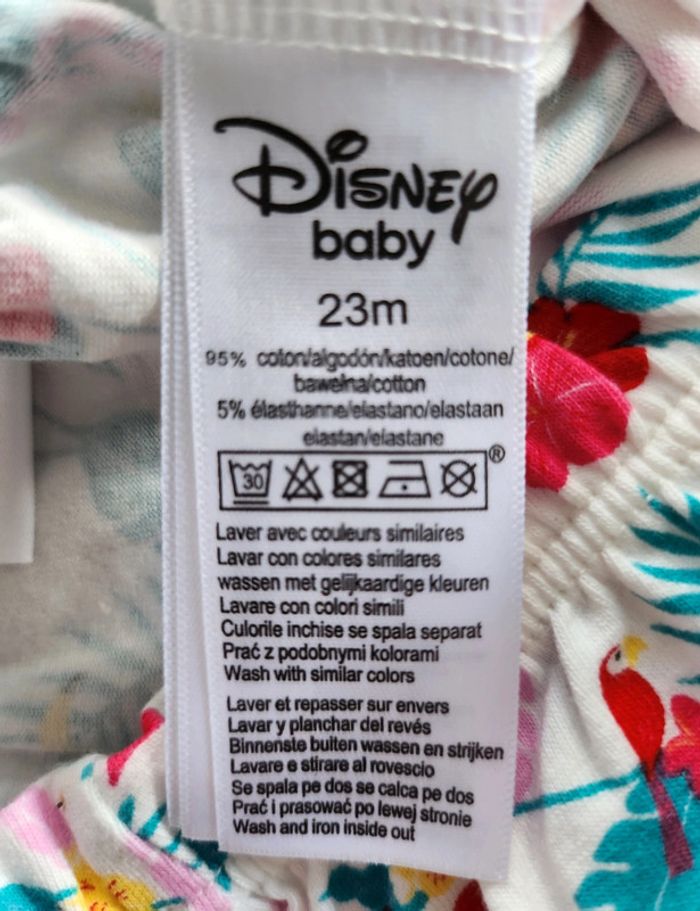 Disney
baby
23m
95% coton/algodón/katoen/cotone/
bawełna/cotton
5% élasthanne/elastano/elastaan
elastan/elastane
30
®
Laver avec couleurs similaires
Lavar con colores similares
wassen met gelijkaardige kleuren
Lavare con colori simili
Culorile inchise se spala separat
Prać z podobnymi kolorami
Wash with similar colors
Laver et repasser sur envers
Lavar y planchar del revés
Binnenste buiten wassen en strijken
Lavare e stirare al rovescio
Se spala pe dos se calca pe dos
Prać i prasować po lewej stronie
Wash and iron inside out